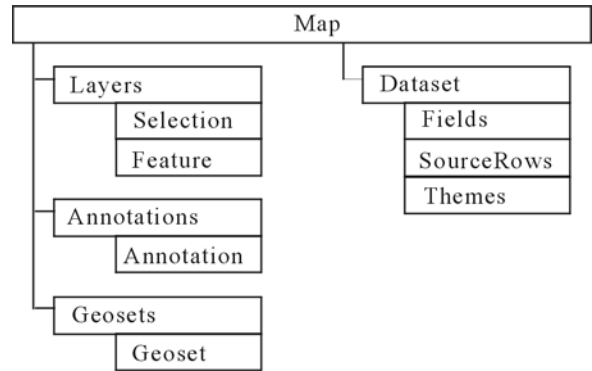 Map
Layers
Selection
Feature
Annotations
Annotation
Geosets
Geoset
Dataset
Fields
SourceRows
Themes